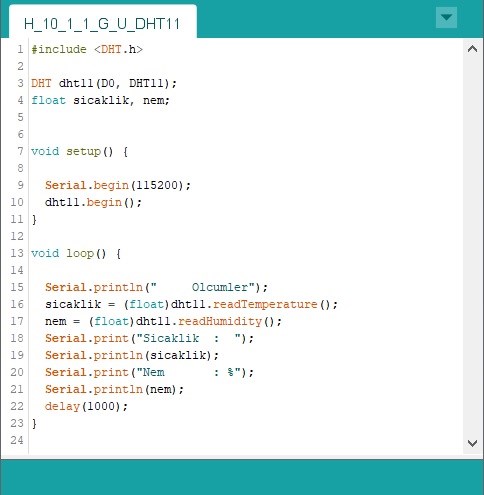 H_10_1_1_G_U_DHT11
1 #include <DHT.h>
2
3 DHT dht11(D0, DHT11);
4 float sicaklik, nem;
5
6
7 void setup() {
8
9   Serial.begin(115200);
10   dht11.begin();
11 }
12
13 void loop() {
14
15   Serial.println("     Olcumler");
16   sicaklik = (float)dht11.readTemperature();
17   nem = (float)dht11.readHumidity();
18   Serial.print("Sicaklik  :  ");
19   Serial.println(sicaklik);
20   Serial.print("Nem       : %");
21   Serial.println(nem);
22   delay(1000);
23 }
24